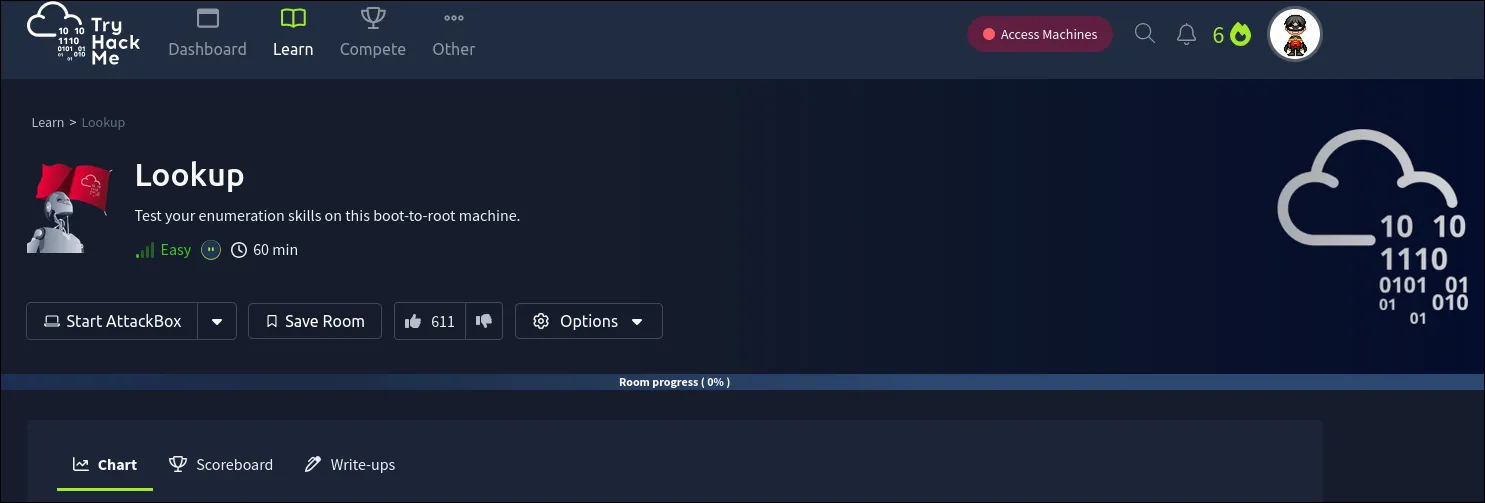 10 10
1110
0101 01
01 01 010
01
Try
Hack
Me
Dashboard
Learn
Compete
Other
Access Machines
6
Learn > Lookup
Lookup
Test your enumeration skills on this boot-to-root machine.
Easy
60 min
Start AttackBox
Save Room
611
Options
10 10
1110
0101 01
01 010
01
Room progress ( 0% )
Chart
Scoreboard
Write-ups